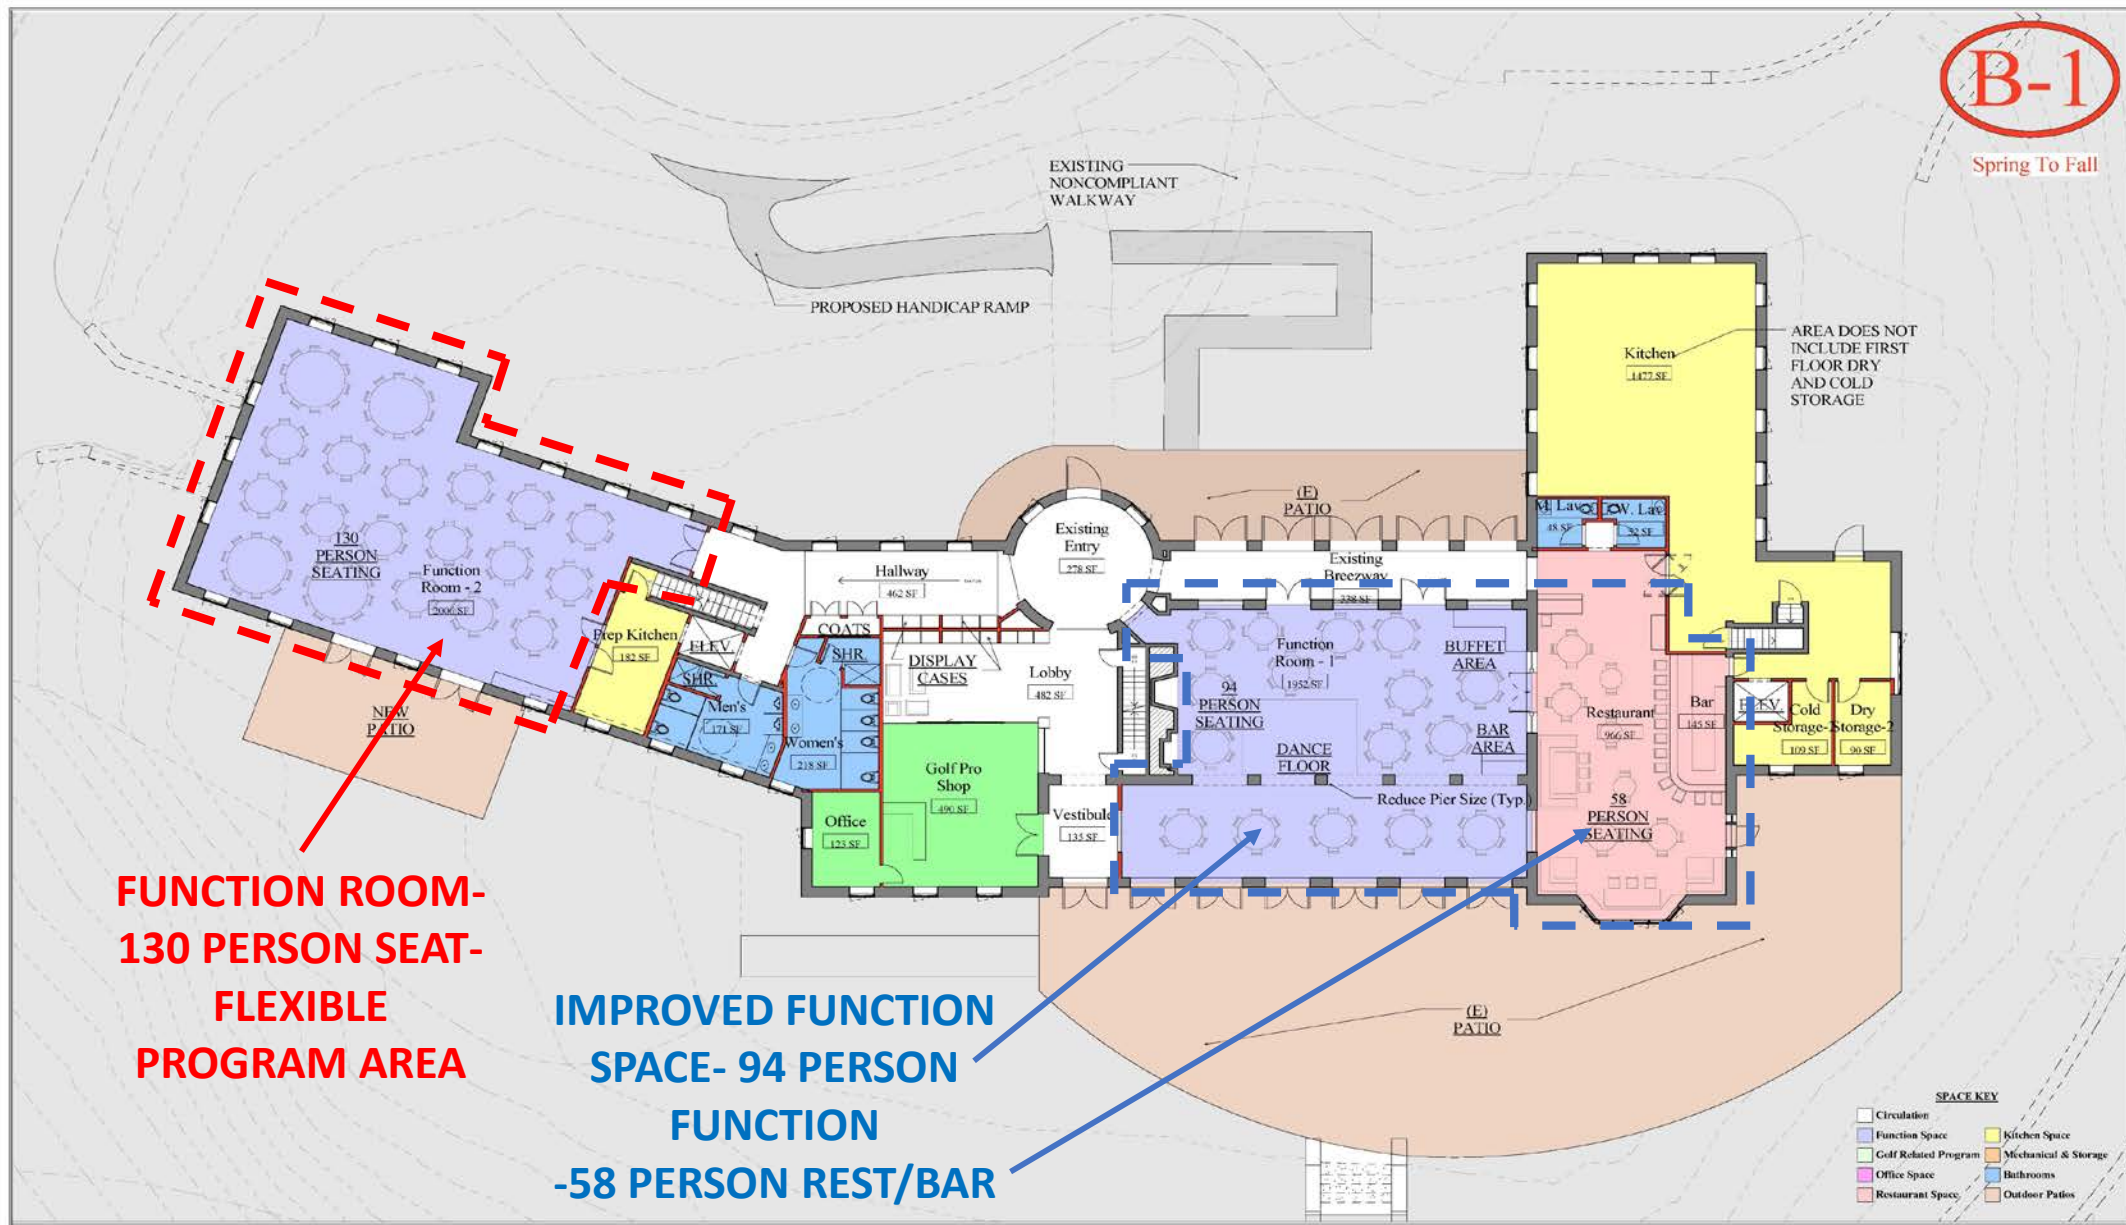 B-1
Spring To Fall
EXISTING
NONCOMPLIANT
WALKWAY
PROPOSED HANDICAP RAMP
AREA DOES NOT
INCLUDE FIRST
FLOOR DRY
AND COLD
STORAGE
Kitchen
1477 SF
M. Lav
48 SF
W. Lav
52 SF
(E)
PATIO
Existing
Entry
278 SF
Existing
Breezway
338 SF
Hallway
462 SF
130
PERSON
SEATING
Function
Room - 2
2000 SF
Prep Kitchen
182 SF
ELEV.
COATS
SHR.
SHR.
Men's
171 SF
Women's
218 SF
DISPLAY
CASES
Lobby
482 SF
NEW
PATIO
Golf Pro
Shop
490 SF
Office
123 SF
Vestibule
135 SF
Function
Room - 1
1952 SF
94
PERSON
SEATING
BUFFET
AREA
BAR
AREA
DANCE
FLOOR
Reduce Pier Size (Typ.)
Restaurant
966 SF
Bar
145 SF
58
PERSON
SEATING
ELEV.
Cold
Storage-
109 SF
Dry
Storage-2
90 SF
(E)
PATIO
FUNCTION ROOM-
130 PERSON SEAT-
FLEXIBLE
PROGRAM AREA
IMPROVED FUNCTION
SPACE- 94 PERSON
FUNCTION
-58 PERSON REST/BAR
SPACE KEY
Circulation
Function Space
Kitchen Space
Golf Related Program
Mechanical & Storage
Office Space
Bathrooms
Restaurant Space
Outdoor Patios